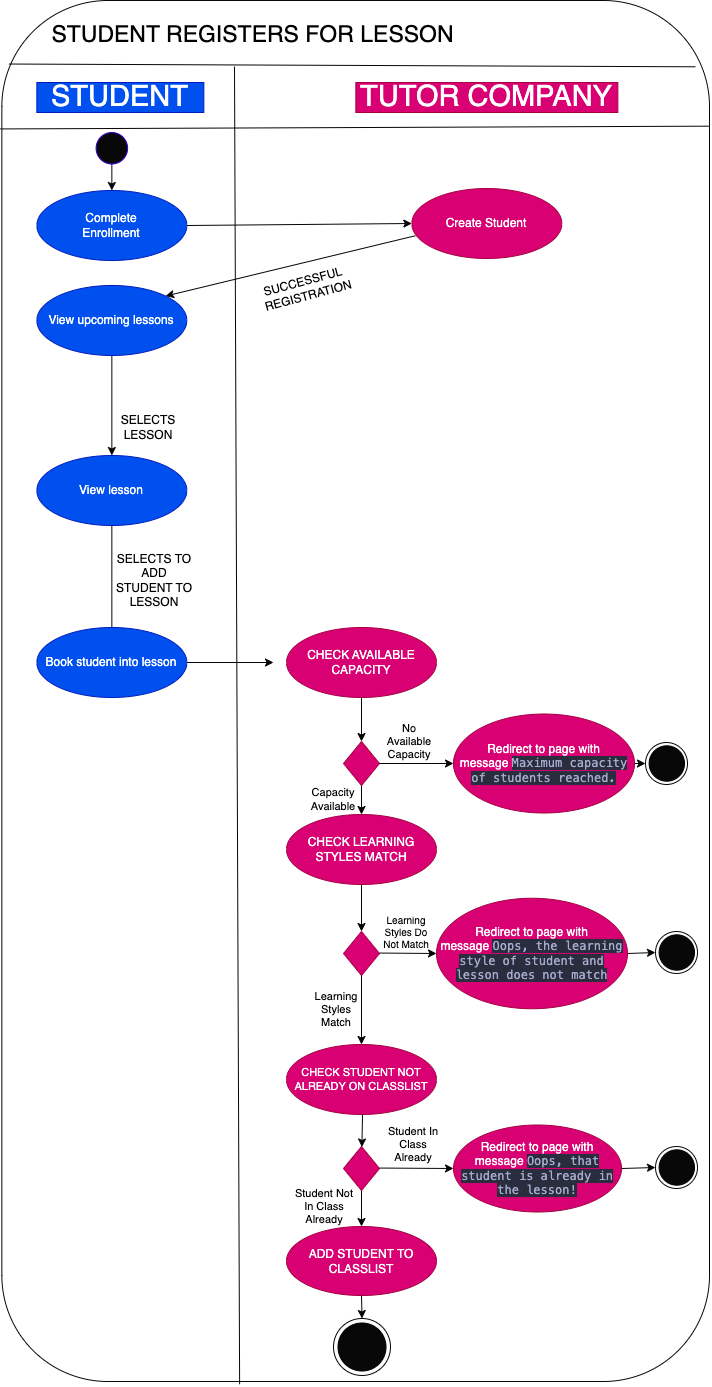 STUDENT REGISTERS FOR LESSON
STUDENT
TUTOR COMPANY
Complete
Enrollment
Create Student
SUCCESSFUL
REGISTRATION
View upcoming lessons
SELECTS
LESSON
View lesson
SELECTS TO
ADD
STUDENT TO
LESSON
Book student into lesson
CHECK AVAILABLE
CAPACITY
No
Available
Capacity
Redirect to page with
message Maximum capacity
of students reached.
Capacity
Available
CHECK LEARNING
STYLES MATCH
Learning
Styles Do
Not Match
Redirect to page with
message Oops, the learning
style of student and
lesson does not match
Learning
Styles
Match
CHECK STUDENT NOT
ALREADY ON CLASSLIST
Student In
Class
Already
Redirect to page with
message Oops, that
student is already in
the lesson!
Student Not
In Class
Already
ADD STUDENT TO
CLASSLIST